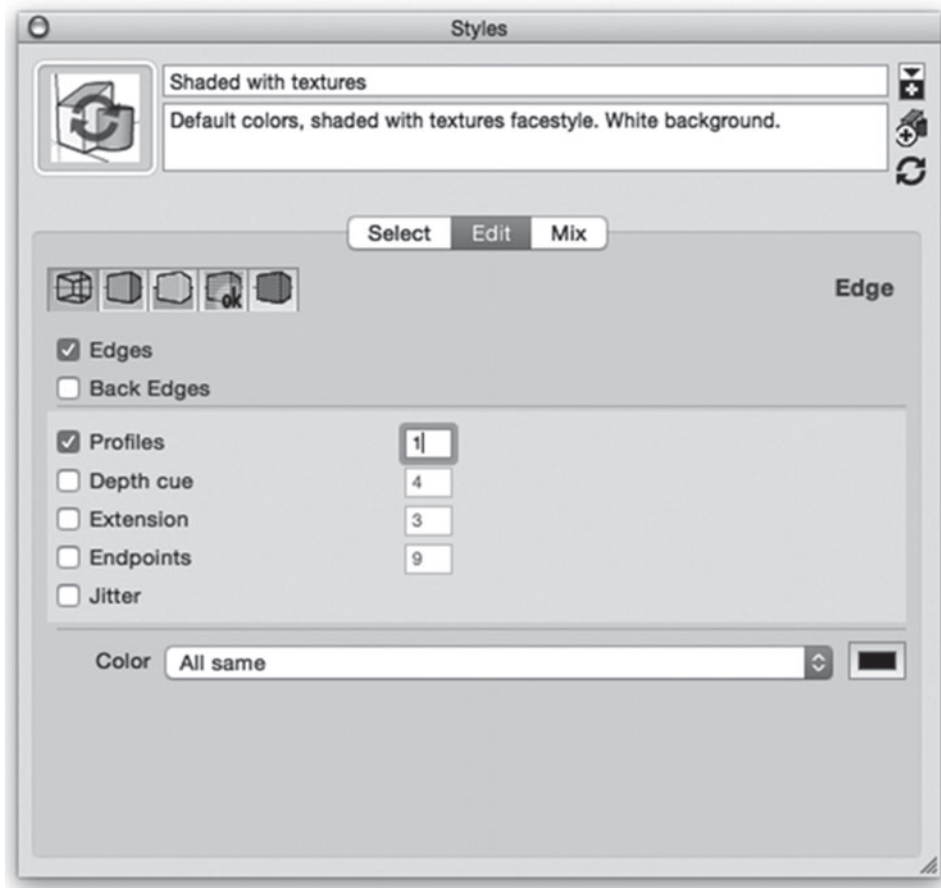 Styles
Shaded with textures
Default colors, shaded with textures facestyle. White background.
Select Edit Mix
ok
Edge
Edges
Back Edges
Profiles 1
Depth cue 4
Extension 3
Endpoints 9
Jitter
Color All same